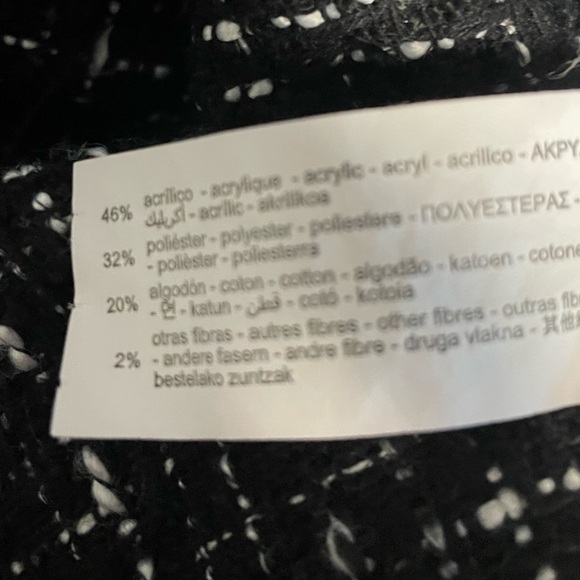 46% acrílico - acrylique - acrylic - acryl - acrilico - ΑΚΡΥ
أكريليك - acrílic - akrilikoa
32% poliéster - polyester - poliestere - ΠΟΛΥΕΣΤΕΡΑΣ -
- polièster - poliesterra
20% algodón - coton - cotton - algodão - katoen - cotone
- 면 - katun - قطن - cotó - kotoia
otras fibras - autres fibres - other fibres - outras fib
2% - andere fasern - andre fibre - druga vlakna - 其他
bestelako zuntzak